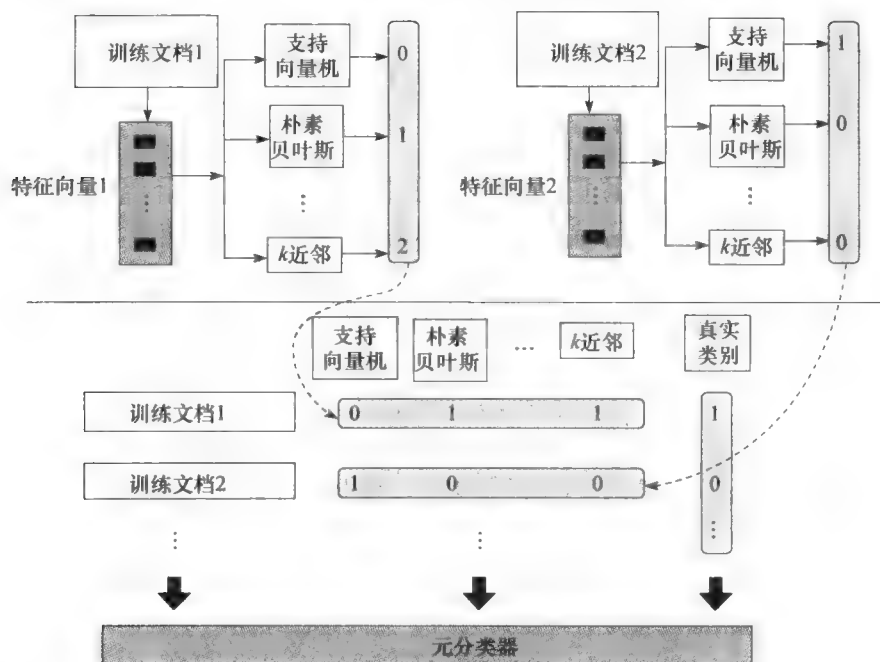 训练文档1
支持
向量机
0
朴素
贝叶斯
1
特征向量1
⋮
k近邻
2
训练文档2
支持
向量机
1
朴素
贝叶斯
0
特征向量2
⋮
k近邻
0
支持
向量机
朴素
贝叶斯
…
k近邻
真实
类别
训练文档1
0 1 1
1
训练文档2
1 0 0
0
⋮
⋮
⋮
元分类器